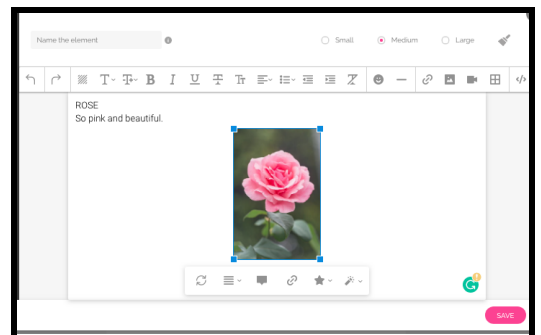 Name the element
Small
Medium
Large
ROSE
So pink and beautiful.
SAVE